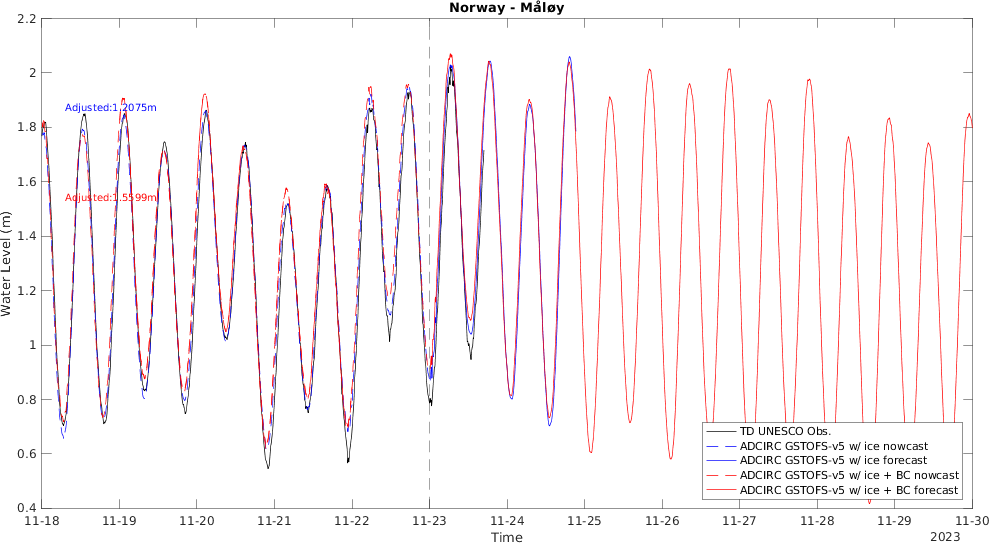 Norway - Måløy
Water Level (m)
2.2
2
1.8
1.6
1.4
1.2
1
0.8
0.6
0.4
Adjusted:1.2075m
Adjusted:1.5599m
TD UNESCO Obs.
ADCIRC GSTOFS-v5 w/ ice nowcast
ADCIRC GSTOFS-v5 w/ ice forecast
ADCIRC GSTOFS-v5 w/ ice + BC nowcast
ADCIRC GSTOFS-v5 w/ ice + BC forecast
11-18 11-19 11-20 11-21 11-22 11-23 11-24 11-25 11-26 11-27 11-28 11-29 11-30
Time
2023